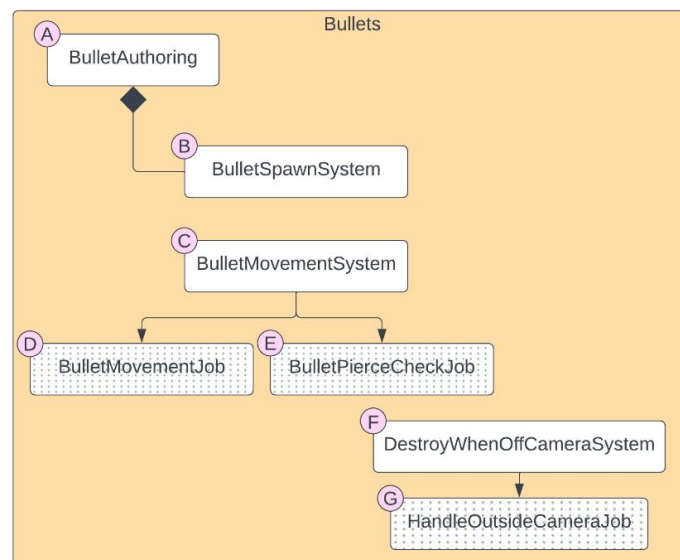 Bullets
A
BulletAuthoring
B
BulletSpawnSystem
C
BulletMovementSystem
D
BulletMovementJob
E
BulletPierceCheckJob
F
DestroyWhenOffCameraSystem
G
HandleOutsideCameraJob